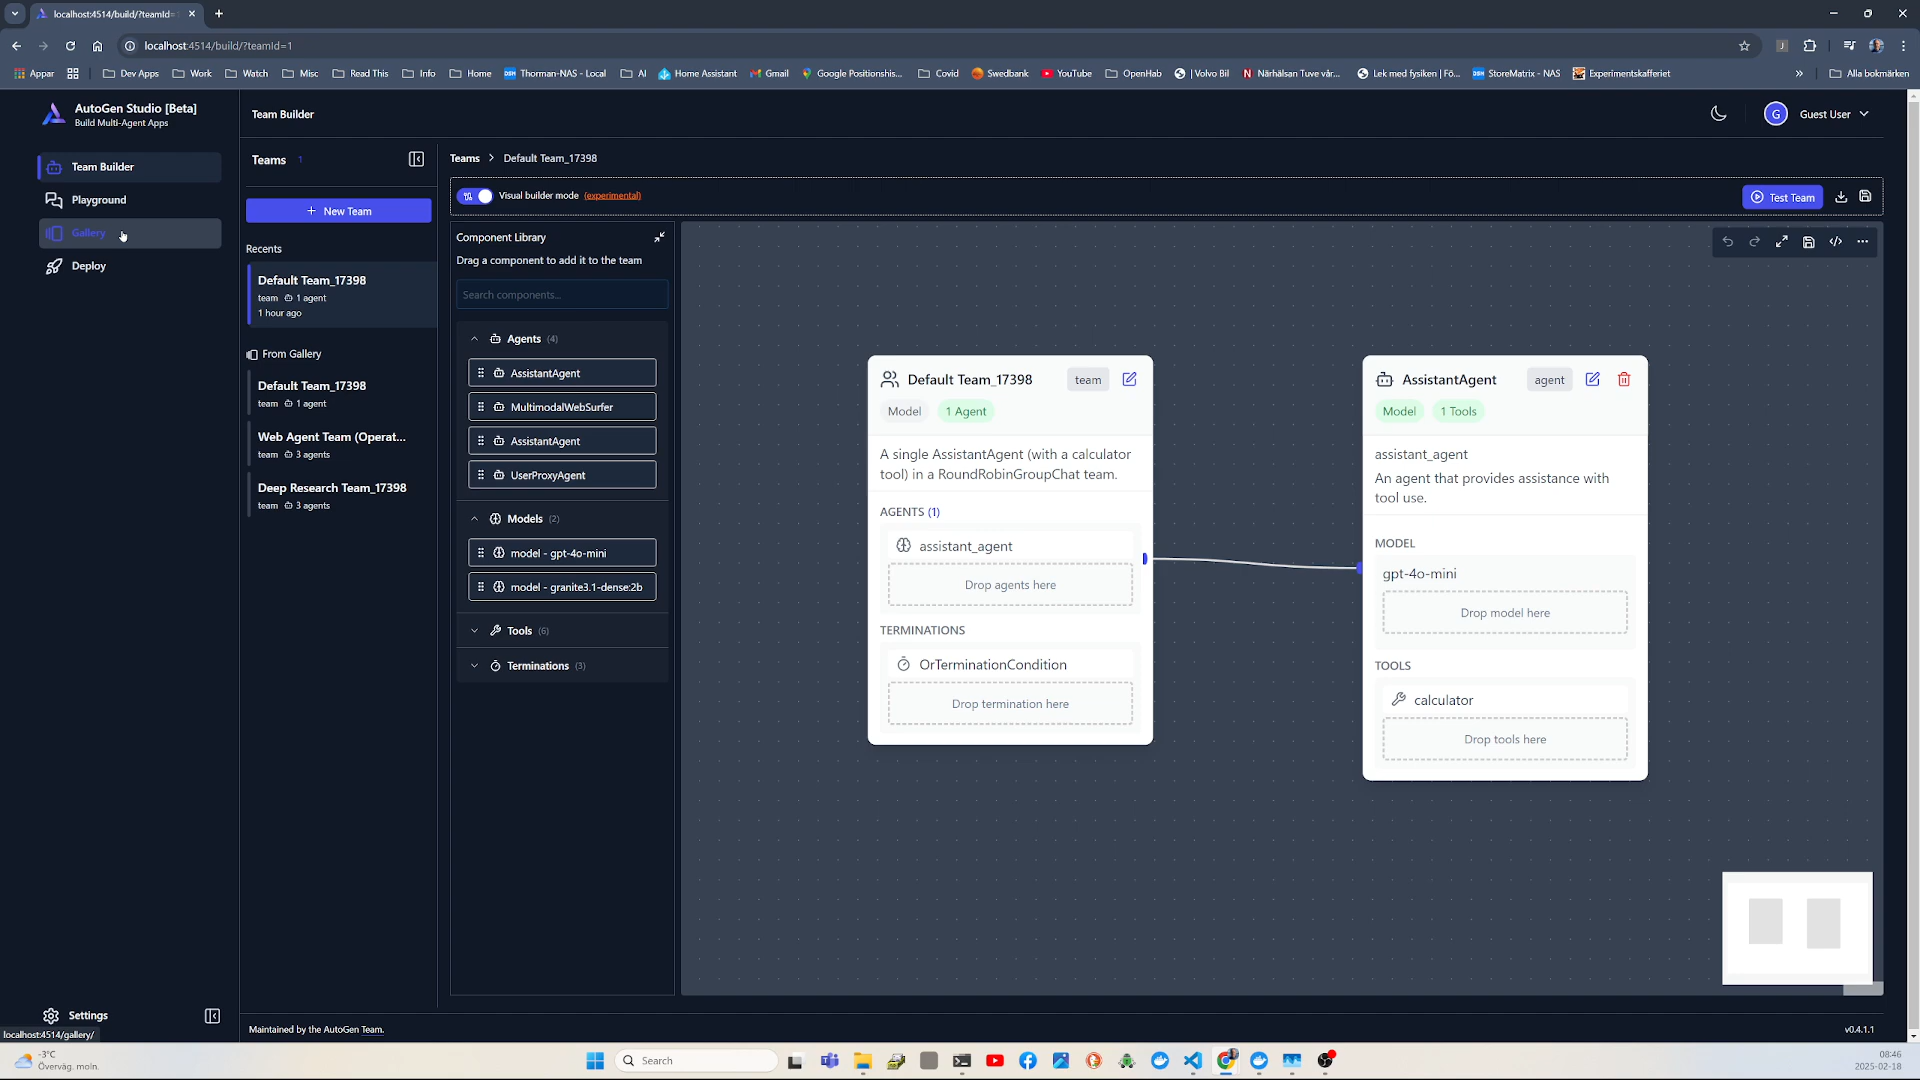 localhost:4514/build/?teamId=
localhost:4514/build/?teamId=1
Appar
Dev Apps
Work
Watch
Misc
Read This
Info
Home
Thorman-NAS - Local
AI
Home Assistant
Gmail
Google Positionshis...
Covid
Swedbank
YouTube
OpenHab
Volvo Bil
Närhälsan Tuve vår...
Lek med fysiken | Fö...
StoreMatrix - NAS
Experimentskafferiet
Alla bokmärken
AutoGen Studio [Beta]
Build Multi-Agent Apps
Team Builder
G
Guest User
Team Builder
Playground
Gallery
Deploy
Settings
localhost:4514/gallery/
Teams 1
+ New Team
Recents
Default Team_17398
team 1 agent
1 hour ago
From Gallery
Default Team_17398
team 1 agent
Web Agent Team (Operat...
team 3 agents
Deep Research Team_17398
team 3 agents
Teams > Default Team_17398
Visual builder mode (experimental)
Test Team
Component Library
Drag a component to add it to the team
Search components...
Agents (4)
AssistantAgent
MultimodalWebSurfer
AssistantAgent
UserProxyAgent
Models (2)
model - gpt-4o-mini
model - granite3.1-dense:2b
Tools (6)
Terminations (3)
Default Team_17398
team
Model
1 Agent
A single AssistantAgent (with a calculator
tool) in a RoundRobinGroupChat team.
AGENTS (1)
assistant_agent
Drop agents here
TERMINATIONS
OrTerminationCondition
Drop termination here
AssistantAgent
agent
Model
1 Tools
assistant_agent
An agent that provides assistance with
tool use.
MODEL
gpt-4o-mini
Drop model here
TOOLS
calculator
Drop tools here
Maintained by the AutoGen Team.
v0.4.1.1
-3°C
Överväg. moln.
Search
08:46
2025-02-18